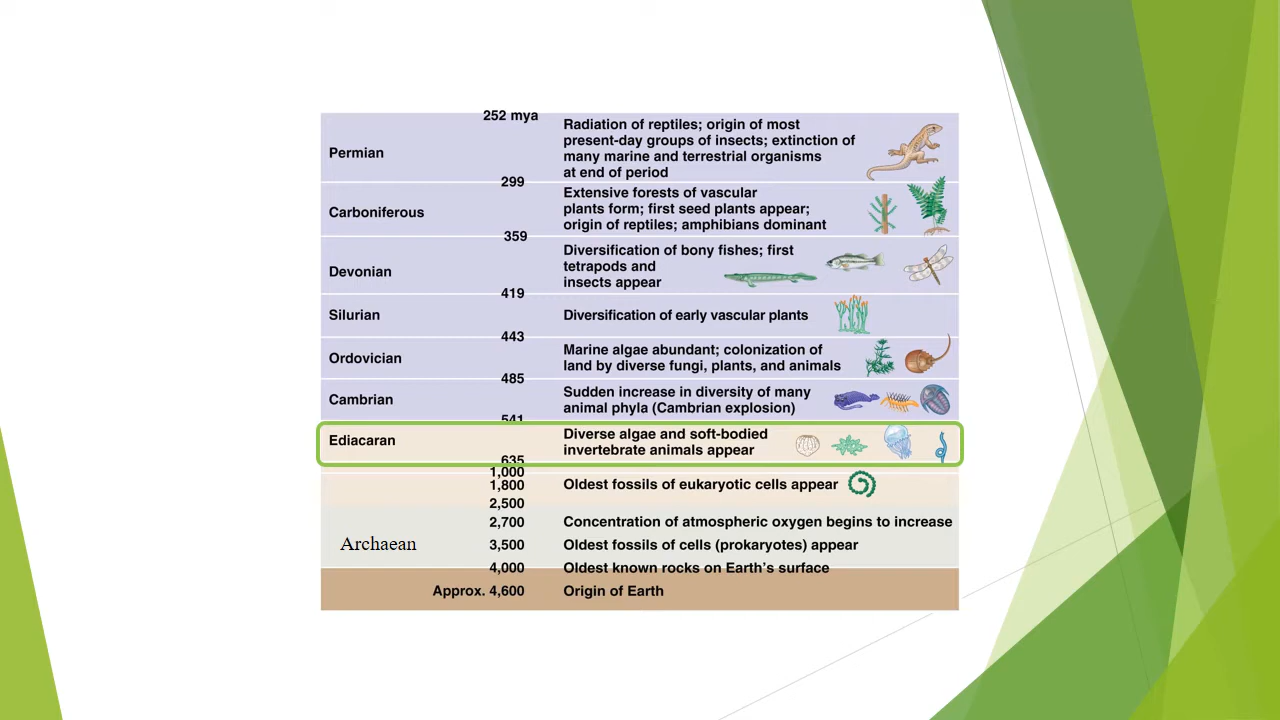 252 mya
Permian
Radiation of reptiles; origin of most
present-day groups of insects; extinction of
many marine and terrestrial organisms
at end of period
299
Carboniferous
Extensive forests of vascular
plants form; first seed plants appear;
origin of reptiles; amphibians dominant
359
Devonian
Diversification of bony fishes; first
tetrapods and
insects appear
419
Silurian
Diversification of early vascular plants
443
Ordovician
Marine algae abundant; colonization of
land by diverse fungi, plants, and animals
485
Cambrian
Sudden increase in diversity of many
animal phyla (Cambrian explosion)
541
Ediacaran
Diverse algae and soft-bodied
invertebrate animals appear
635
1,000
1,800 Oldest fossils of eukaryotic cells appear
2,500
2,700 Concentration of atmospheric oxygen begins to increase
Archaean 3,500 Oldest fossils of cells (prokaryotes) appear
4,000 Oldest known rocks on Earth's surface
Approx. 4,600 Origin of Earth